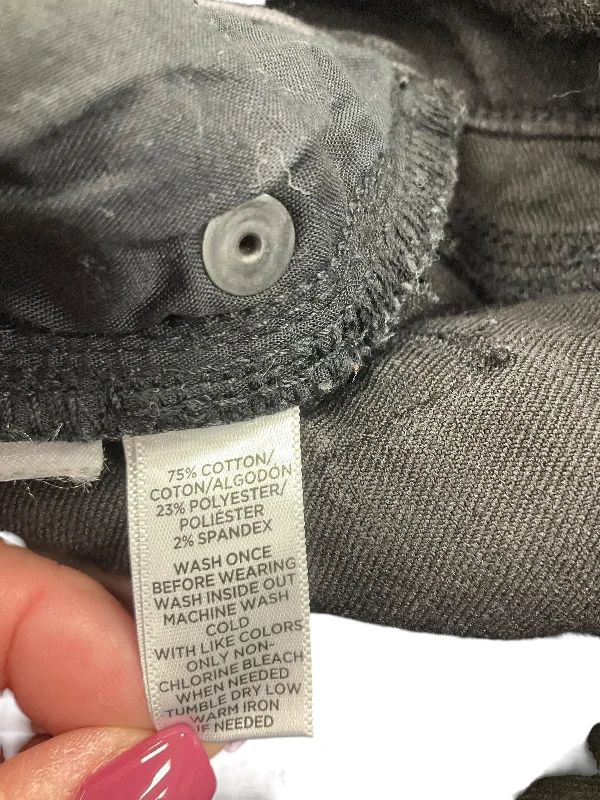 75% COTTON/
COTON/ALGODÓN
23% POLYESTER/
POLIÉSTER
2% SPANDEX
WASH ONCE
BEFORE WEARING
WASH INSIDE OUT
MACHINE WASH
COLD
WITH LIKE COLORS
ONLY NON-
CHLORINE BLEACH
WHEN NEEDED
TUMBLE DRY LOW
WARM IRON
IF NEEDED